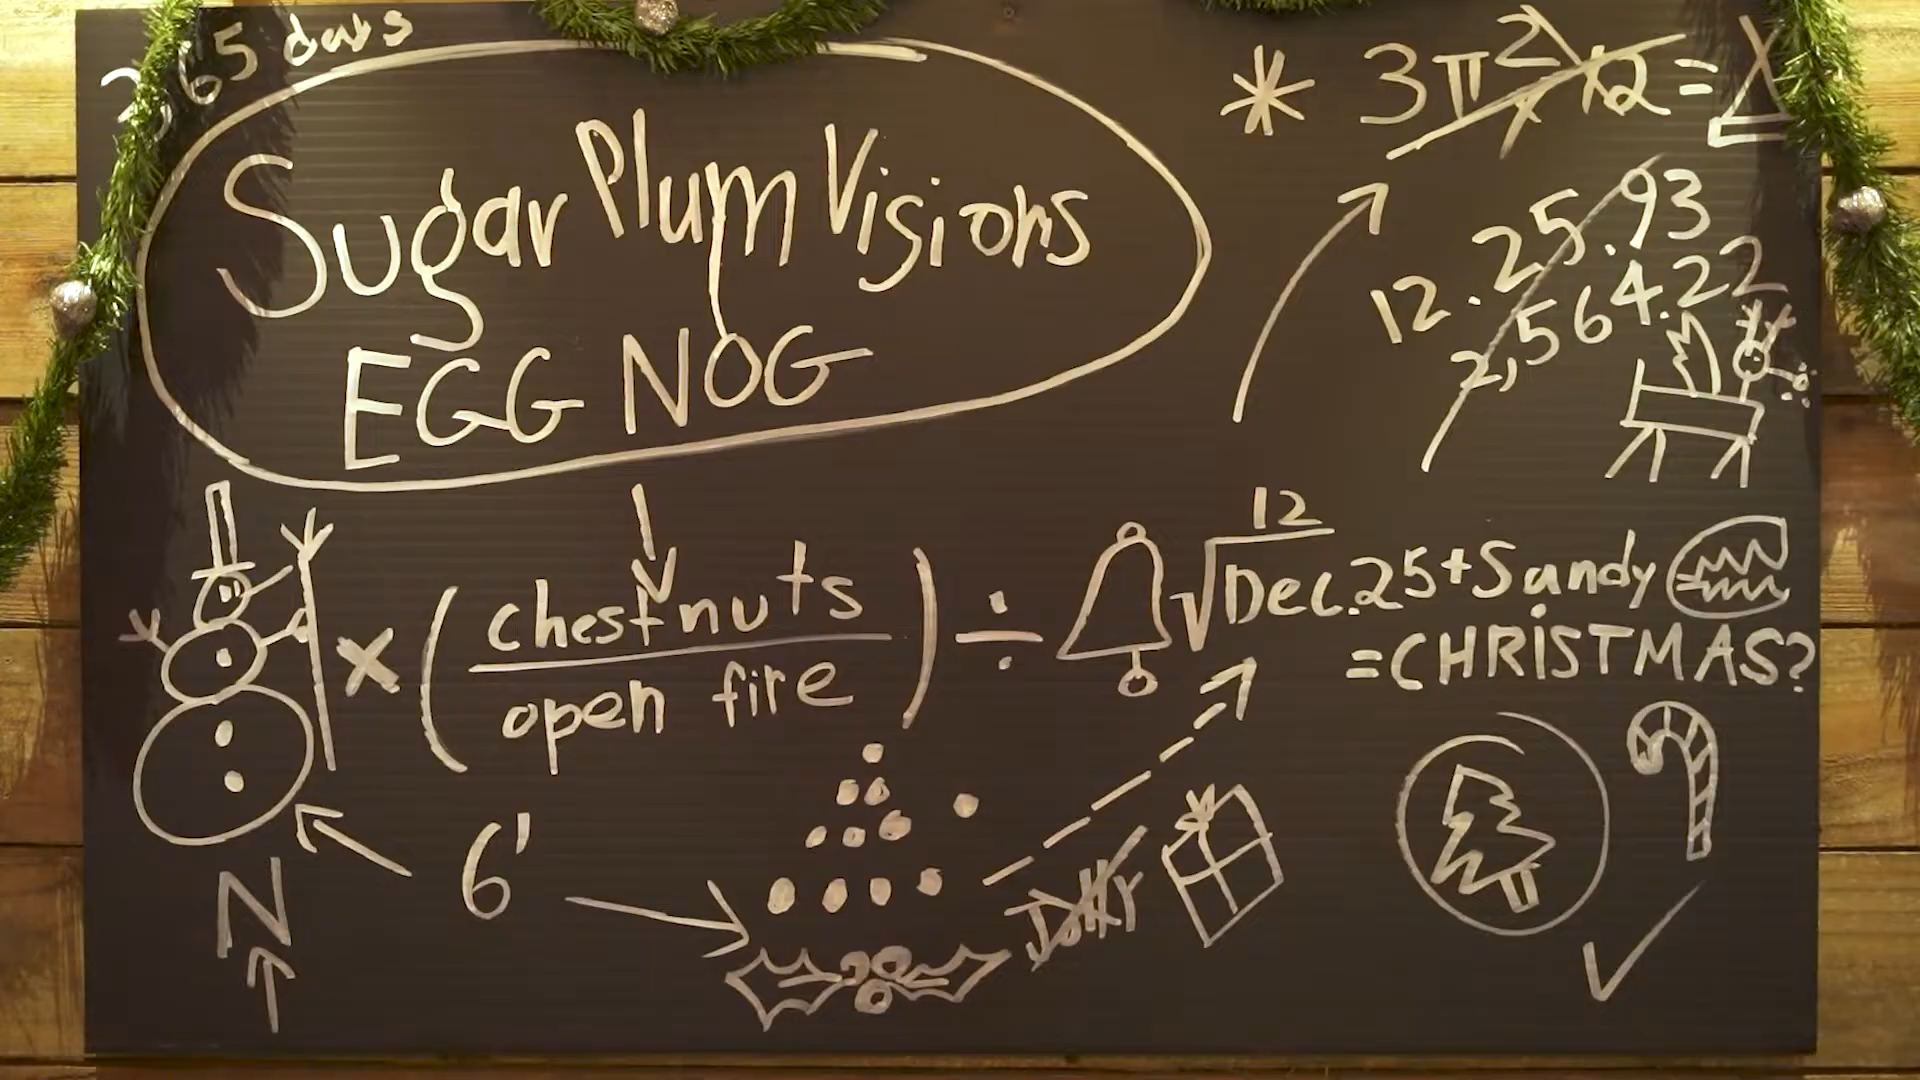 365 days
Sugar Plum Visions
EGG NOG
* 3π² 12 = 
12.25.93
2,564.22
× (chestnuts
open fire) ÷ √12
Dec.25+Sandy
=CHRiSTMAS?
6'
N